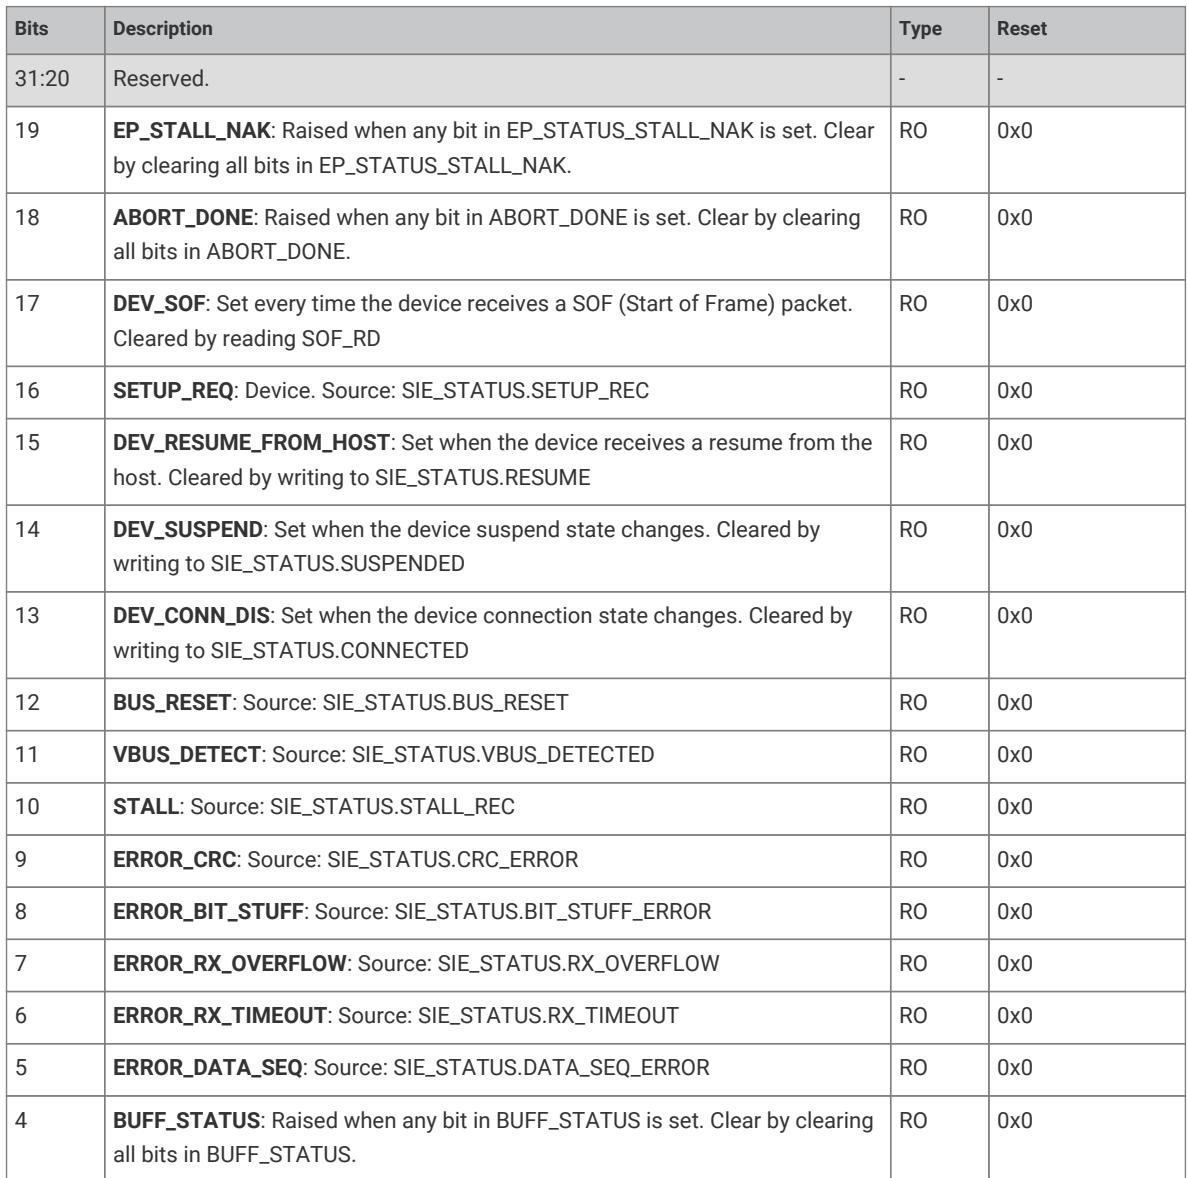 Bits Description Type Reset
31:20 Reserved. - -
19 EP_STALL_NAK: Raised when any bit in EP_STATUS_STALL_NAK is set. Clear RO 0x0
by clearing all bits in EP_STATUS_STALL_NAK.
18 ABORT_DONE: Raised when any bit in ABORT_DONE is set. Clear by clearing RO 0x0
all bits in ABORT_DONE.
17 DEV_SOF: Set every time the device receives a SOF (Start of Frame) packet. RO 0x0
Cleared by reading SOF_RD
16 SETUP_REQ: Device. Source: SIE_STATUS.SETUP_REC RO 0x0
15 DEV_RESUME_FROM_HOST: Set when the device receives a resume from the RO 0x0
host. Cleared by writing to SIE_STATUS.RESUME
14 DEV_SUSPEND: Set when the device suspend state changes. Cleared by RO 0x0
writing to SIE_STATUS.SUSPENDED
13 DEV_CONN_DIS: Set when the device connection state changes. Cleared by RO 0x0
writing to SIE_STATUS.CONNECTED
12 BUS_RESET: Source: SIE_STATUS.BUS_RESET RO 0x0
11 VBUS_DETECT: Source: SIE_STATUS.VBUS_DETECTED RO 0x0
10 STALL: Source: SIE_STATUS.STALL_REC RO 0x0
9 ERROR_CRC: Source: SIE_STATUS.CRC_ERROR RO 0x0
8 ERROR_BIT_STUFF: Source: SIE_STATUS.BIT_STUFF_ERROR RO 0x0
7 ERROR_RX_OVERFLOW: Source: SIE_STATUS.RX_OVERFLOW RO 0x0
6 ERROR_RX_TIMEOUT: Source: SIE_STATUS.RX_TIMEOUT RO 0x0
5 ERROR_DATA_SEQ: Source: SIE_STATUS.DATA_SEQ_ERROR RO 0x0
4 BUFF_STATUS: Raised when any bit in BUFF_STATUS is set. Clear by clearing RO 0x0
all bits in BUFF_STATUS.